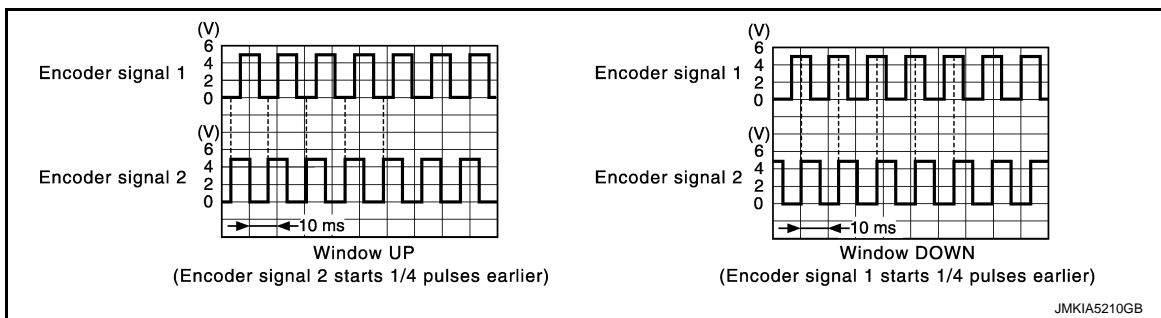 (V)
6
4
2
0
Encoder signal 1
(V)
6
4
2
0
Encoder signal 2
10 ms
Window UP
(Encoder signal 2 starts 1/4 pulses earlier)
(V)
6
4
2
0
Encoder signal 1
(V)
6
4
2
0
Encoder signal 2
10 ms
Window DOWN
(Encoder signal 1 starts 1/4 pulses earlier)
JMKIA5210GB